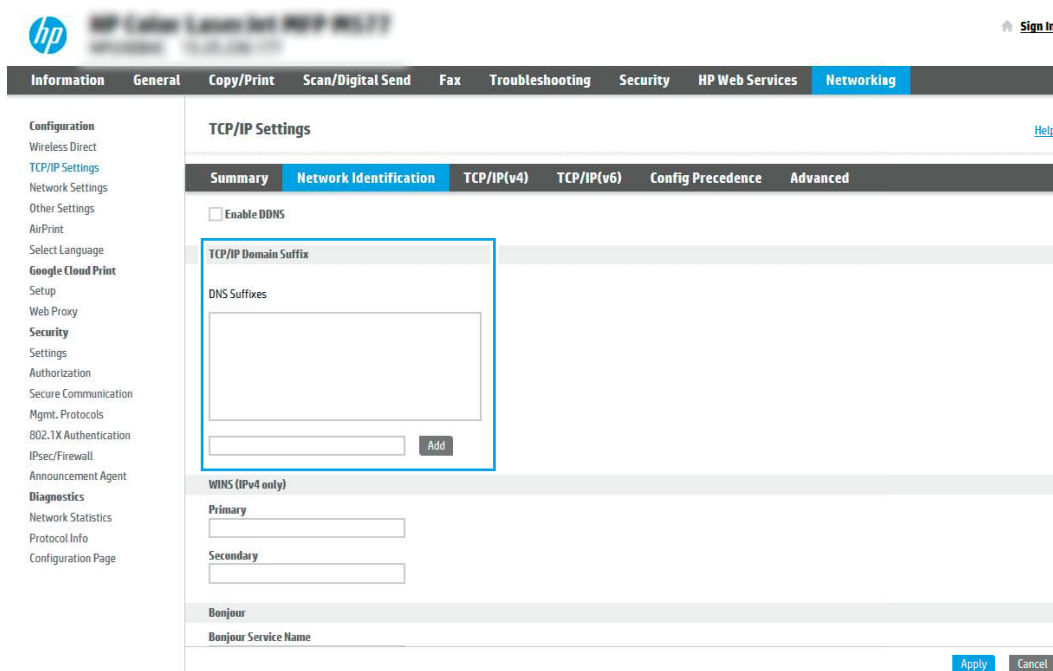 hp
Sign In
Information General Copy/Print Scan/Digital Send Fax Troubleshooting Security HP Web Services Networking
Configuration
Wireless Direct
TCP/IP Settings
Network Settings
Other Settings
AirPrint
Select Language
Google Cloud Print
Setup
Web Proxy
Security
Settings
Authorization
Secure Communication
Mgmt. Protocols
802.1X Authentication
IPsec/Firewall
Announcement Agent
Diagnostics
Network Statistics
Protocol Info
Configuration Page
TCP/IP Settings
Help
Summary Network Identification TCP/IP(v4) TCP/IP(v6) Config Precedence Advanced
Enable DDNS
TCP/IP Domain Suffix
DNS Suffixes
Add
WINS (IPv4 only)
Primary
Secondary
Bonjour
Bonjour Service Name
Apply Cancel